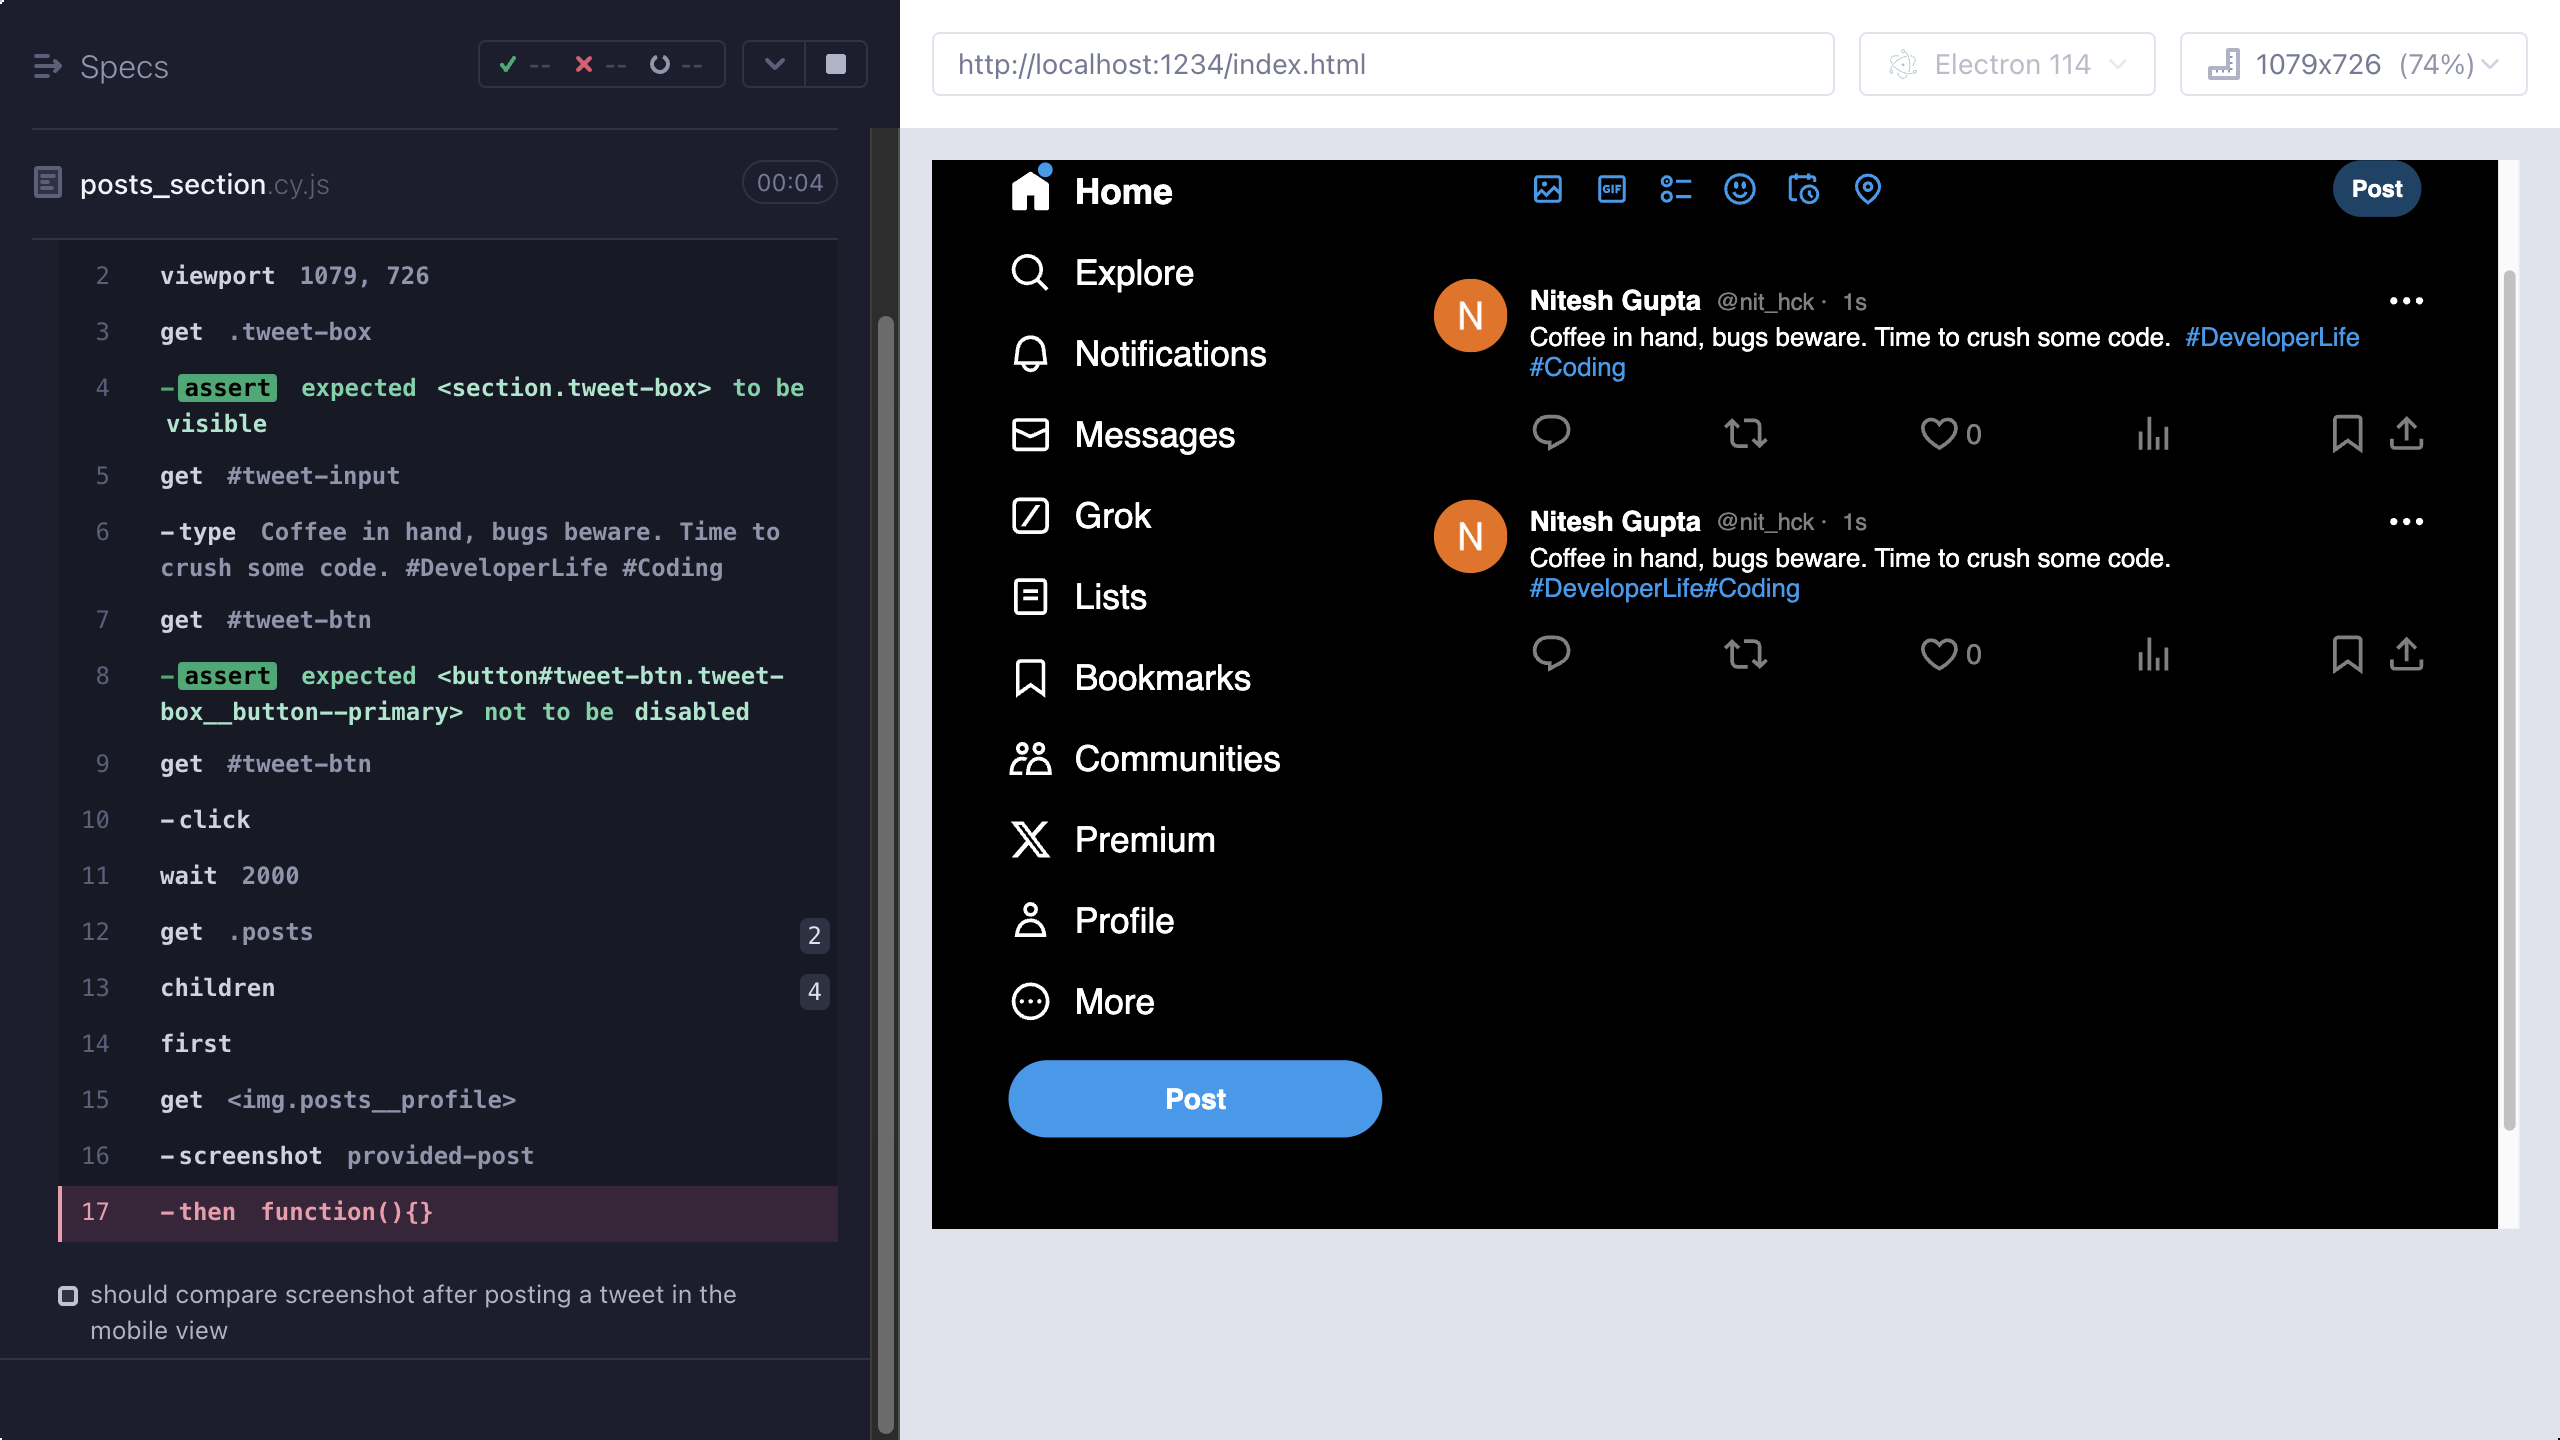 Specs
-- -- --
posts_section.cy.js 00:04
2 viewport 1079, 726
3 get .tweet-box
4 -assert expected <section.tweet-box> to be
visible
5 get #tweet-input
6 -type Coffee in hand, bugs beware. Time to
crush some code. #DeveloperLife #Coding
7 get #tweet-btn
8 -assert expected <button#tweet-btn.tweet-
box__button--primary> not to be disabled
9 get #tweet-btn
10 -click
11 wait 2000
12 get .posts 2
13 children 4
14 first
15 get <img.posts__profile>
16 -screenshot provided-post
17 -then function(){}
should compare screenshot after posting a tweet in the
mobile view
http://localhost:1234/index.html
Electron 114
1079x726 (74%)
Home
Explore
Notifications
Messages
Grok
Lists
Bookmarks
Communities
Premium
Profile
More
Post
GIF
Post
N
Nitesh Gupta @nit_hck · 1s
Coffee in hand, bugs beware. Time to crush some code. #DeveloperLife
#Coding
0
N
Nitesh Gupta @nit_hck · 1s
Coffee in hand, bugs beware. Time to crush some code.
#DeveloperLife#Coding
0